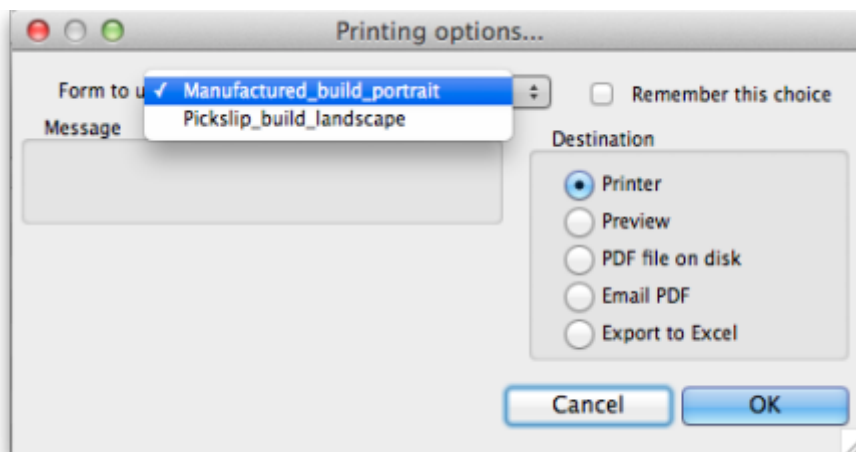 Printing options...
Form to u ✓ Manufactured_build_portrait
Pickslip_build_landscape
Remember this choice
Message
Destination
Printer
Preview
PDF file on disk
Email PDF
Export to Excel
Cancel
OK